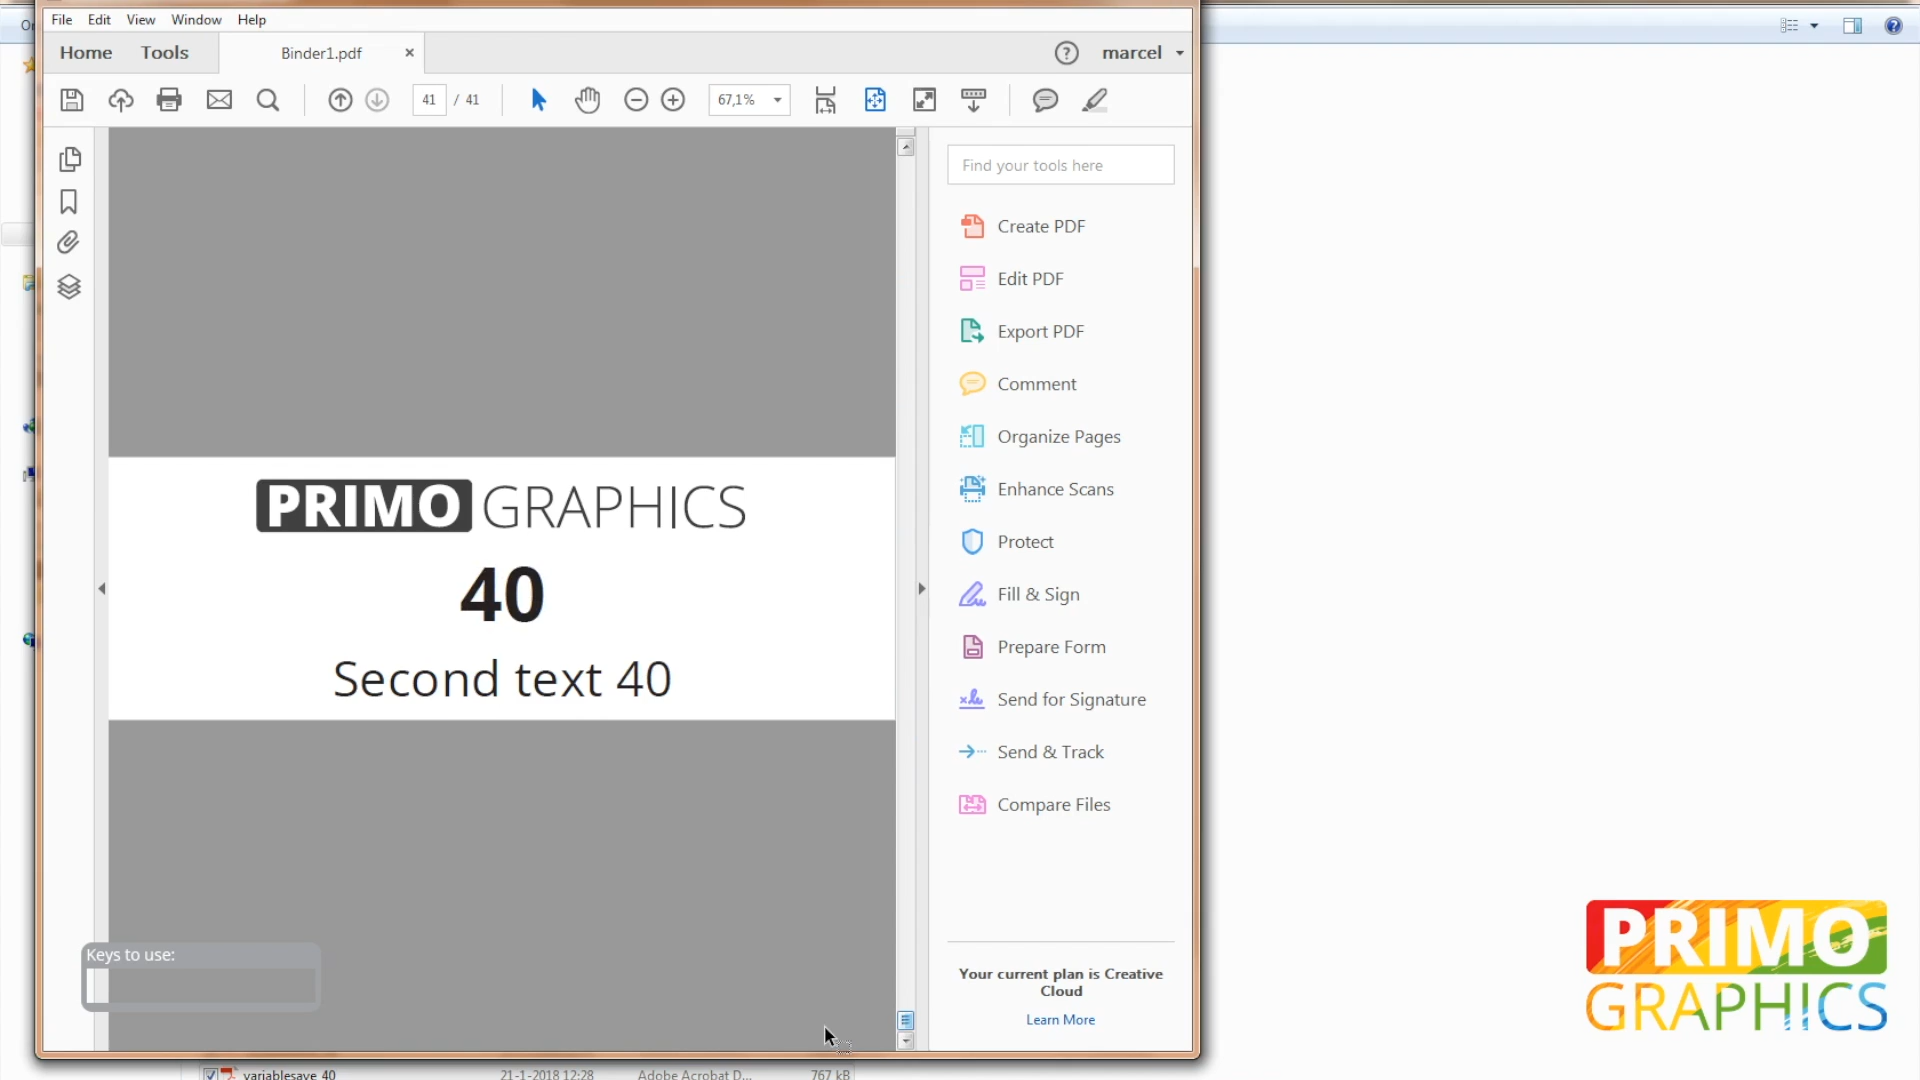 File Edit View Window Help
Home Tools Binder1.pdf × ? marcel
41 / 41 67,1%
Find your tools here
Create PDF
Edit PDF
Export PDF
Comment
Organize Pages
Enhance Scans
Protect
Fill & Sign
Prepare Form
Send for Signature
Send & Track
Compare Files
Your current plan is Creative
Cloud
Learn More
PRIMO GRAPHICS
40
Second text 40
Keys to use:
variablesave_40 21-1-2018 12:28 Adobe Acrobat D... 767 kB
PRIMO
GRAPHICS